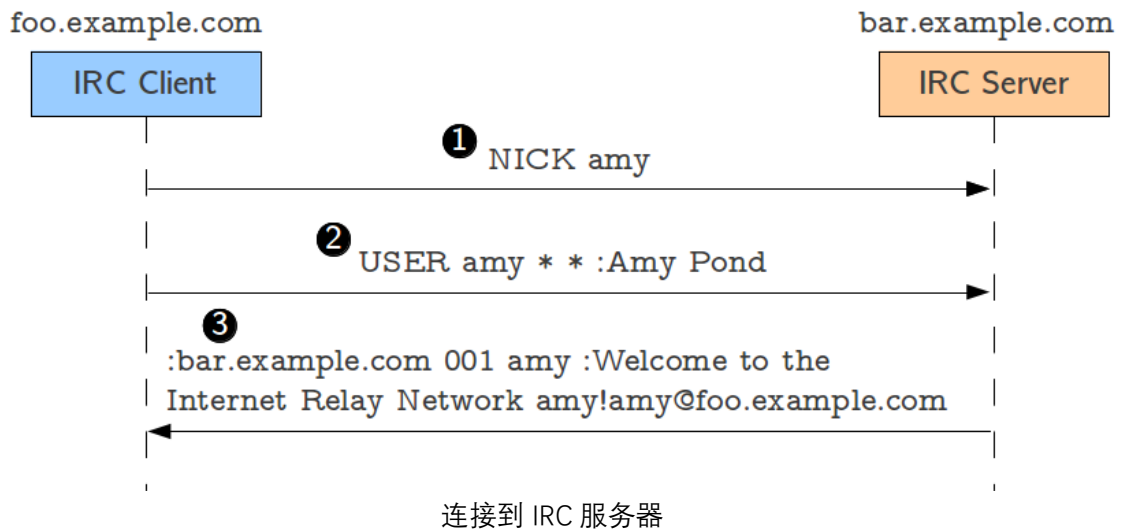 foo.example.com
bar.example.com
IRC Client
IRC Server
❶ NICK amy
❷ USER amy * * :Amy Pond
❸
:bar.example.com 001 amy :Welcome to the
Internet Relay Network amy!amy@foo.example.com
连接到 IRC 服务器